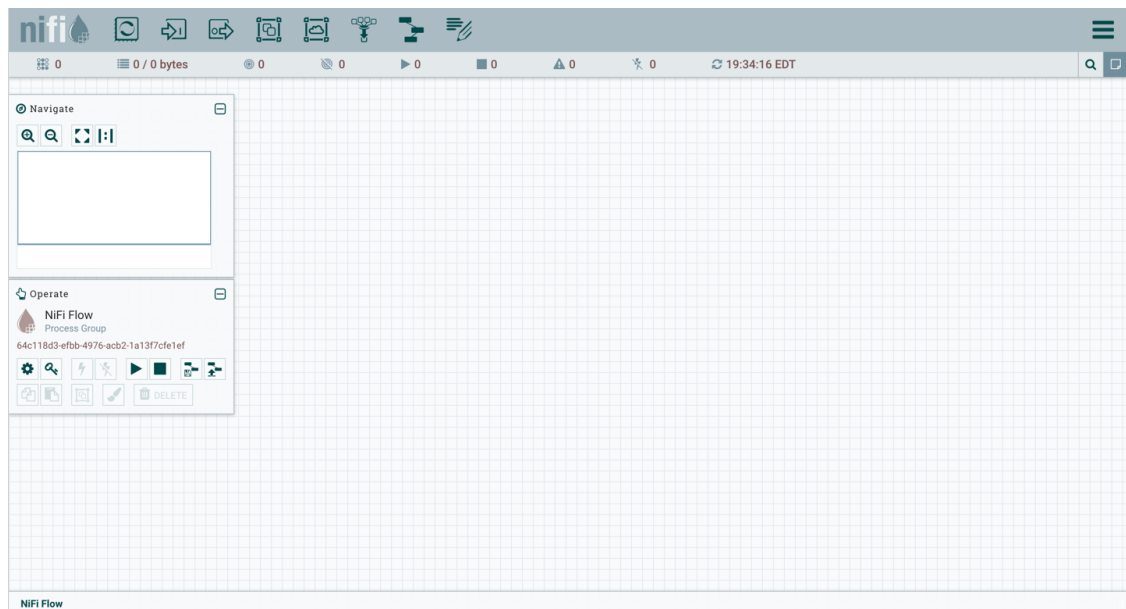 nifi
0 0 / 0 bytes 0 0 0 0 0 0 19:34:16 EDT
Navigate
Operate
NiFi Flow
Process Group
64c118d3-efbb-4976-acb2-1a13f7cfe1ef
DELETE
NiFi Flow